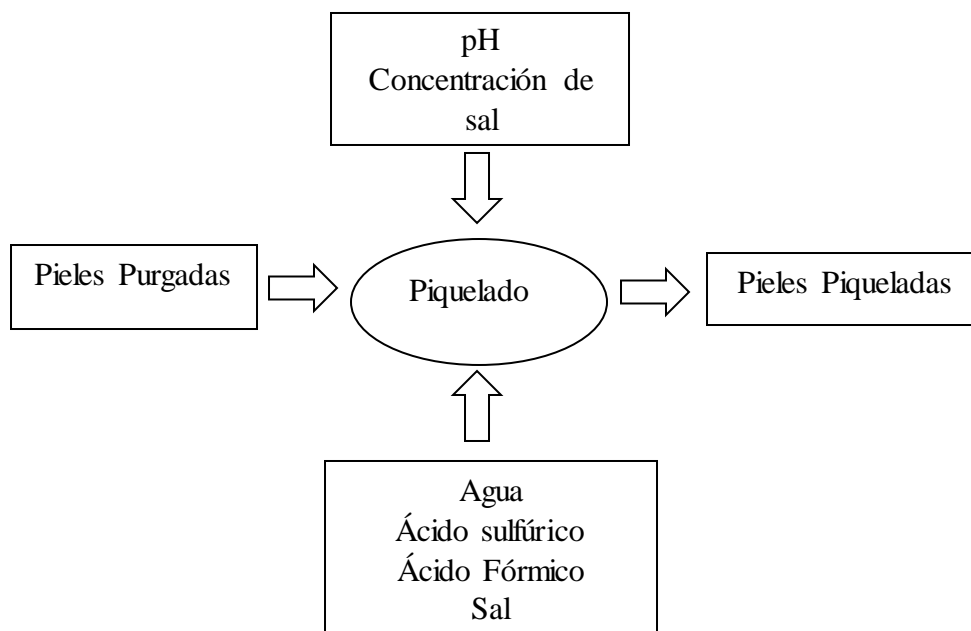 pH
Concentración de
sal
Pieles Purgadas
Piquelado
Pieles Piqueladas
Agua
Ácido sulfúrico
Ácido Fórmico
Sal